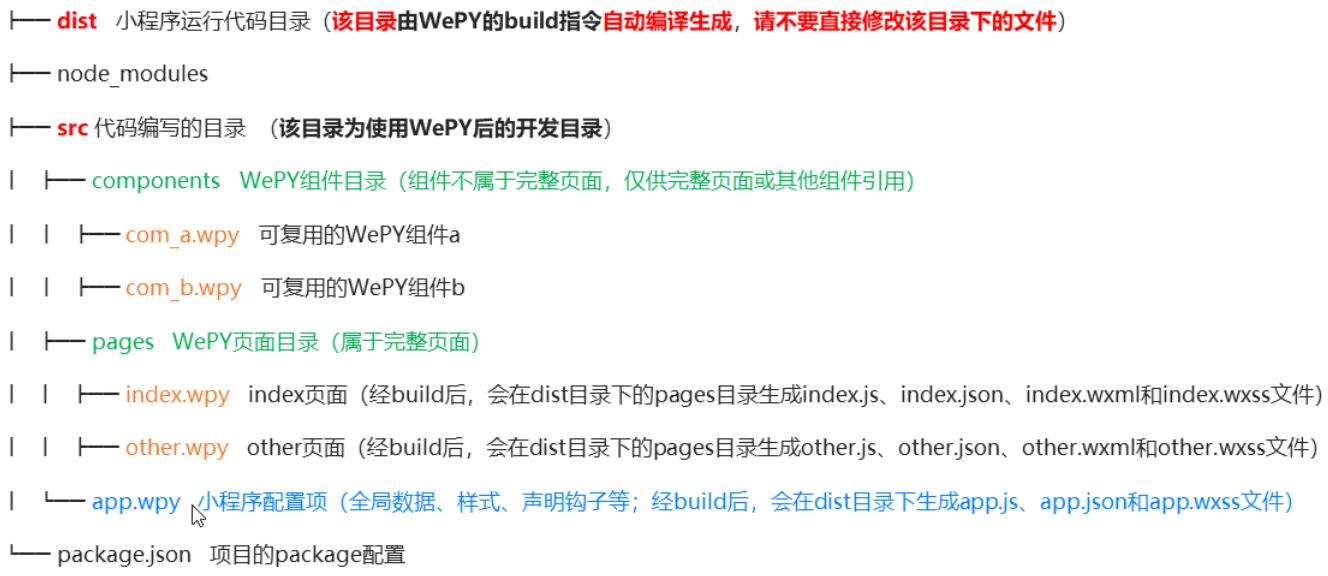 ├── dist 小程序运行代码目录（该目录由WePY的build指令自动编译生成，请不要直接修改该目录下的文件）
├── node_modules
├── src 代码编写的目录 （该目录为使用WePY后的开发目录）
| ├── components WePY组件目录（组件不属于完整页面，仅供完整页面或其他组件引用）
| | ├── com_a.wpy 可复用的WePY组件a
| | ├── com_b.wpy 可复用的WePY组件b
| ├── pages WePY页面目录（属于完整页面）
| | ├── index.wpy index页面（经build后，会在dist目录下的pages目录生成index.js、index.json、index.wxml和index.wxss文件）
| | ├── other.wpy other页面（经build后，会在dist目录下的pages目录生成other.js、other.json、other.wxml和other.wxss文件）
| └── app.wpy 小程序配置项（全局数据、样式、声明钩子等；经build后，会在dist目录下生成app.js、app.json和app.wxss文件）
└── package.json 项目的package配置